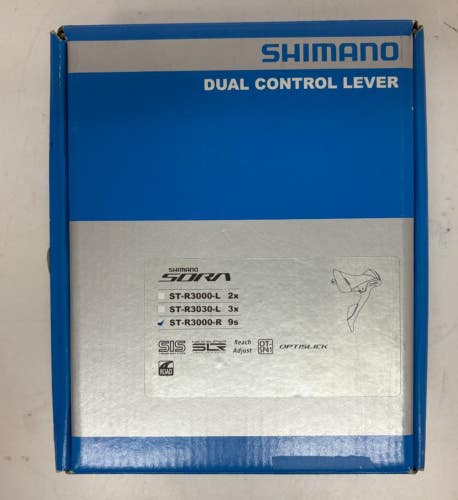 SHIMANO
DUAL CONTROL LEVER
SHIMANO
SORA
ST-R3000-L 2x
ST-R3030-L 3x
ST-R3000-R 9s
SIS SLR Reach Adjust OT-SP41 OPTISLICK
ROAD